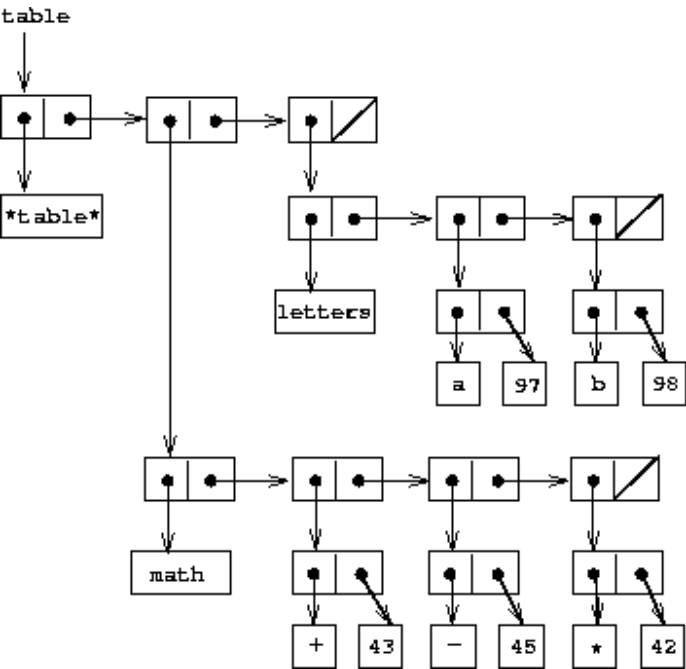 table
*table*
letters
a 97 b 98
math
+ 43 - 45 * 42